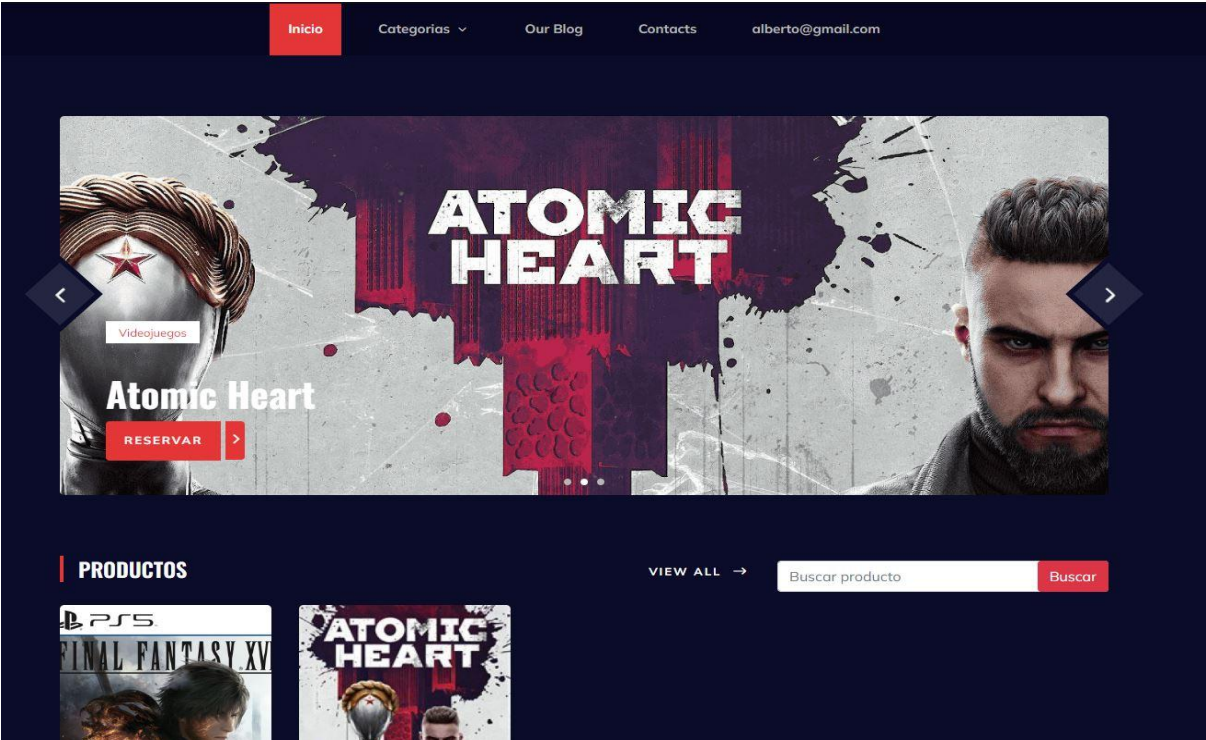 Inicio Categorias Our Blog Contacts alberto@gmail.com
ATOMIC
HEART
Videojuegos
Atomic Heart
RESERVAR
PRODUCTOS VIEW ALL → Buscar producto Buscar
PS5
FINAL FANTASY XVI
ATOMIC
HEART